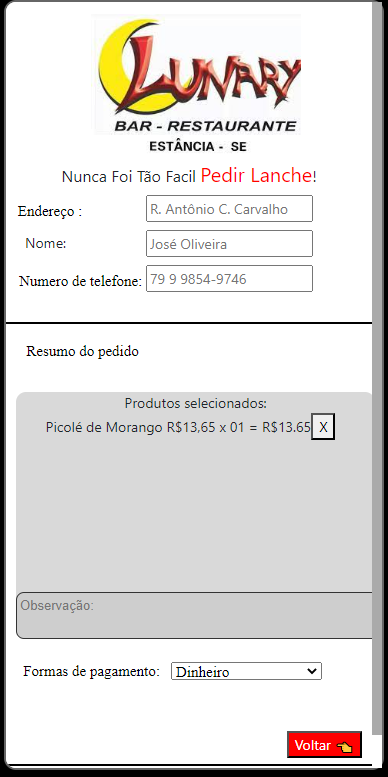 LUNARY
BAR - RESTAURANTE
ESTÂNCIA - SE
Nunca Foi Tão Facil Pedir Lanche!
Endereço : R. Antônio C. Carvalho
Nome: José Oliveira
Numero de telefone: 79 9 9854-9746
Resumo do pedido
Produtos selecionados:
Picolé de Morango R$13,65 x 01 = R$13.65 X
Observação:
Formas de pagamento: Dinheiro
Voltar 👈